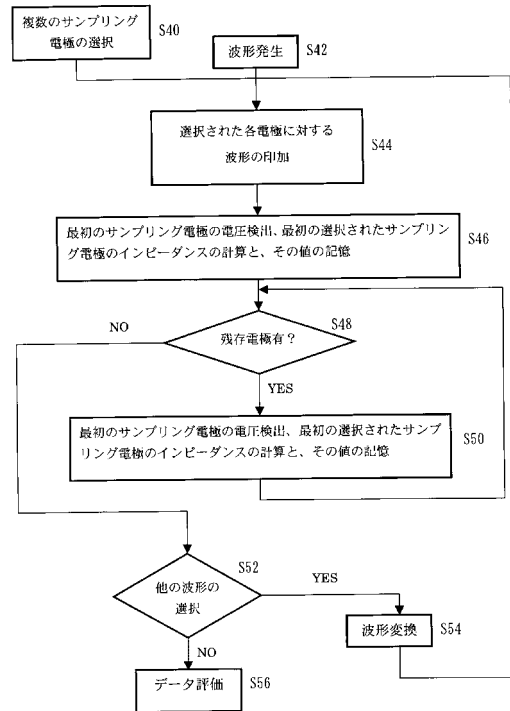 複数のサンプリング
電極の選択
S40
波形発生
S42
選択された各電極に対する
波形の印加
S44
最初のサンプリング電極の電圧検出、最初の選択されたサンプリン
グ電極のインピーダンスの計算と、その値の記憶
S46
NO
残存電極有？
S48
YES
最初のサンプリング電極の電圧検出、最初の選択されたサンプ
リング電極のインピーダンスの計算と、その値の記憶
S50
S52
他の波形の
選択
YES
波形変換
S54
NO
データ評価
S56